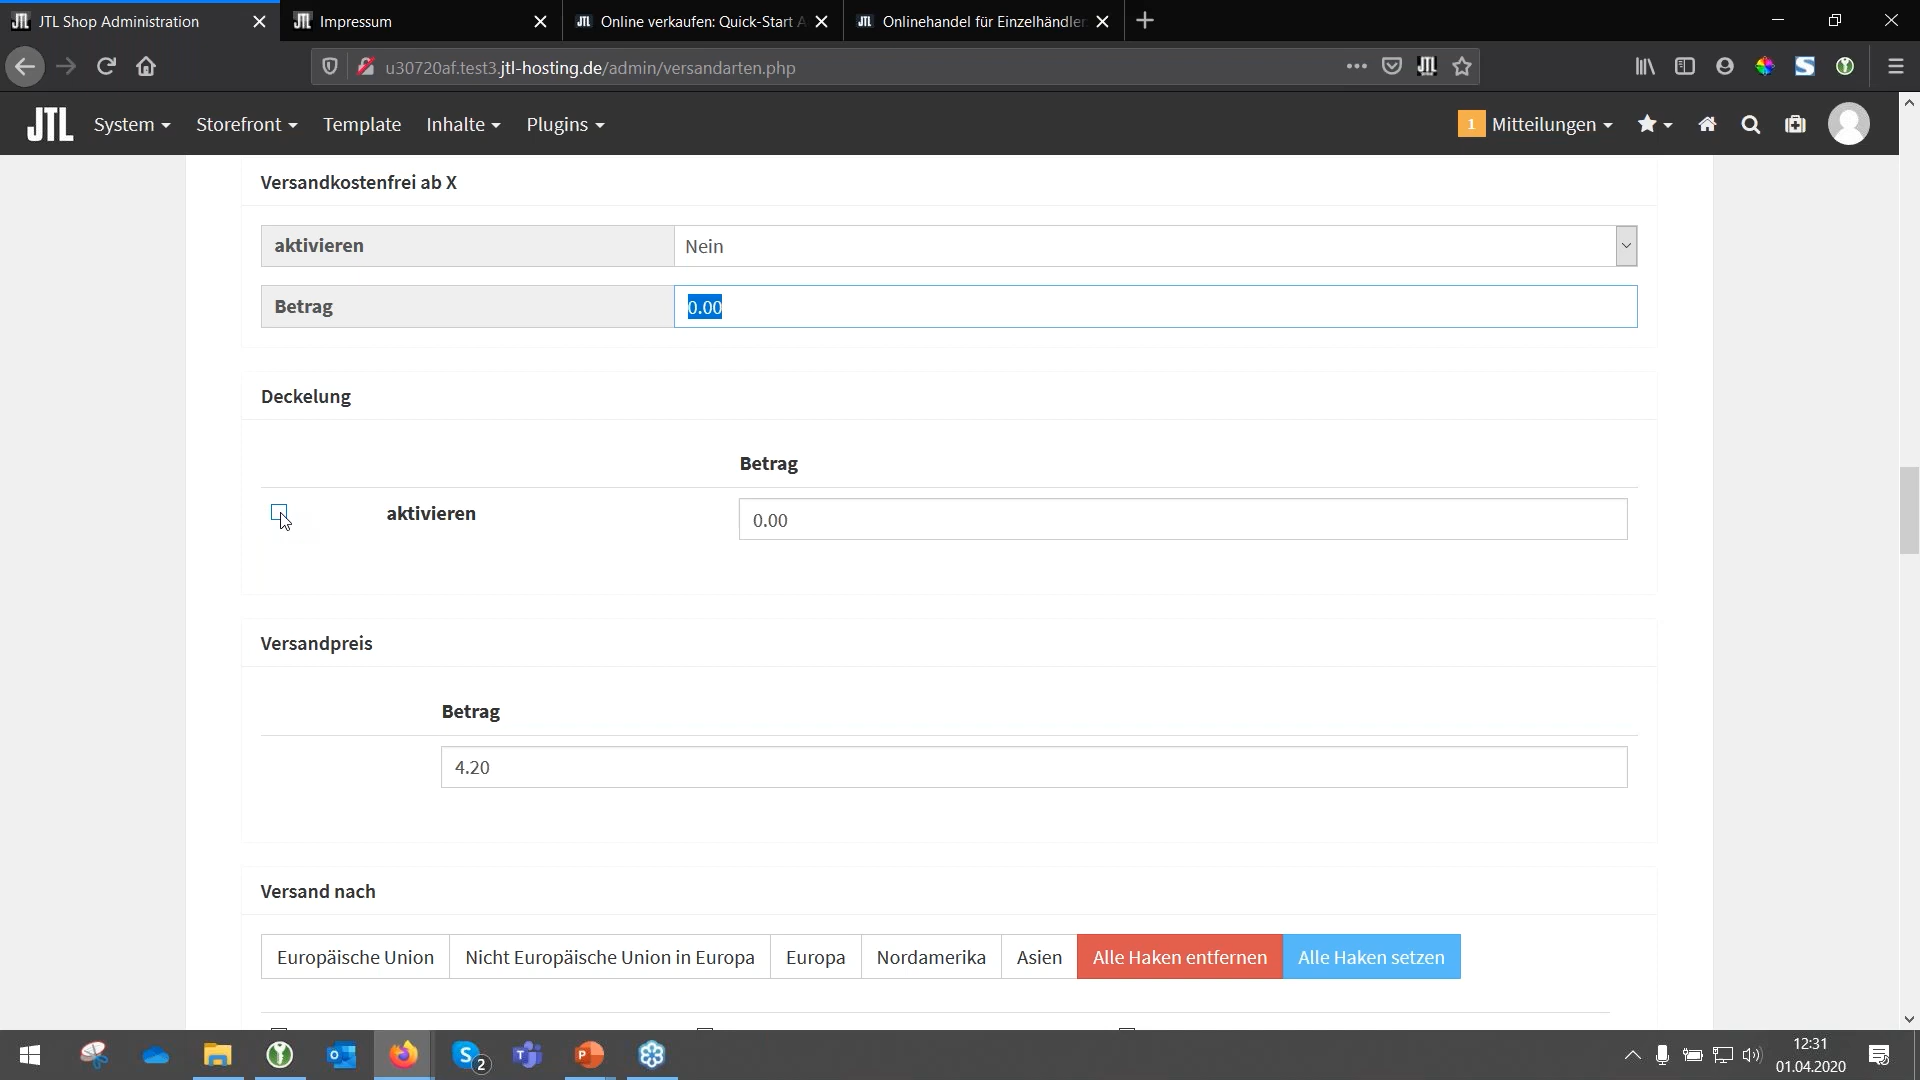 JTL Shop Administration
Impressum
Online verkaufen: Quick-Start A
Onlinehandel für Einzelhändler:
u30720af.test3.jtl-hosting.de/admin/versandarten.php
JTL
System
Storefront
Template
Inhalte
Plugins
1
Mitteilungen
Versandkostenfrei ab X
aktivieren
Nein
Betrag
0.00
Deckelung
Betrag
aktivieren
0.00
Versandpreis
Betrag
4.20
Versand nach
Europäische Union
Nicht Europäische Union in Europa
Europa
Nordamerika
Asien
Alle Haken entfernen
Alle Haken setzen
2
12:31
01.04.2020